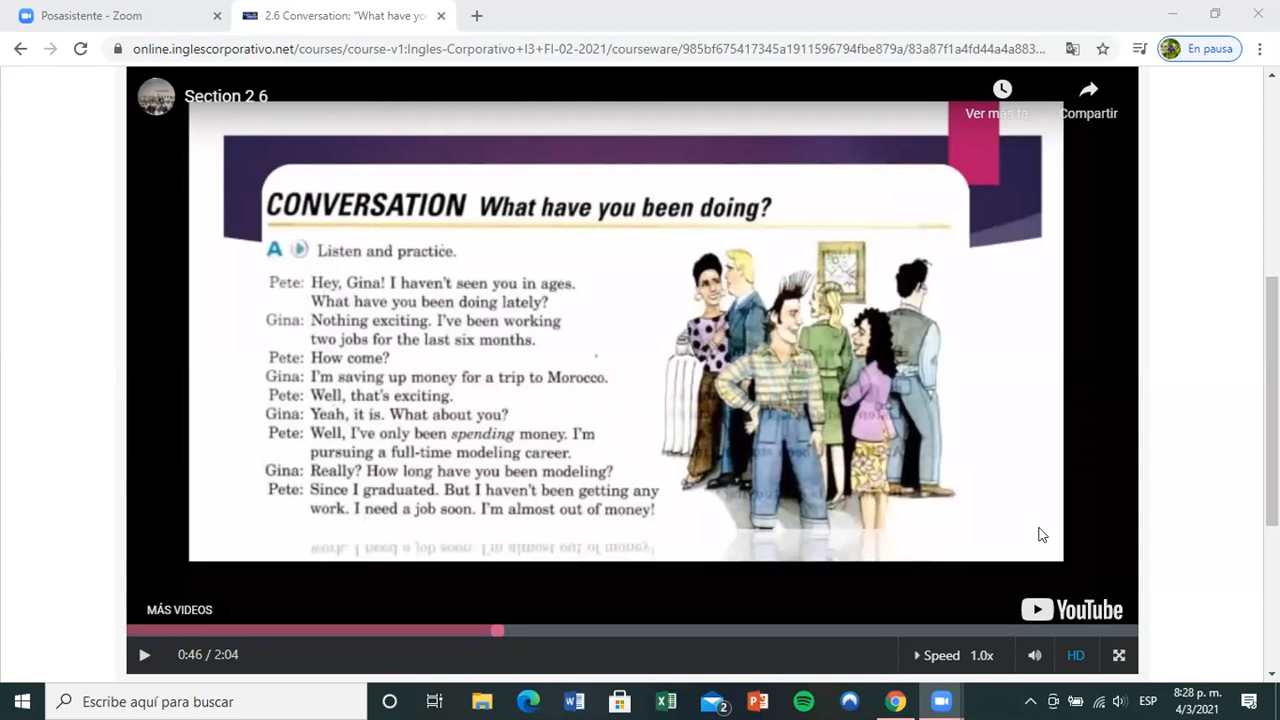 Posasistente - Zoom
2.6 Conversation: "What have yo
online.inglescorporativo.net/courses/course-v1:Ingles-Corporativo+I3+FI-02-2021/courseware/985bf675417345a1911596794fbe879a/83a87f1a4fd44a4a883...
En pausa
Section 2 6
Ver más ta
Compartir
CONVERSATION What have you been doing?
A Listen and practice.
Pete: Hey, Gina! I haven't seen you in ages.
What have you been doing lately?
Gina: Nothing exciting. I've been working
two jobs for the last six months.
Pete: How come?
Gina: I'm saving up money for a trip to Morocco.
Pete: Well, that's exciting.
Gina: Yeah, it is. What about you?
Pete: Well, I've only been spending money. I'm
pursuing a full-time modeling career.
Gina: Really? How long have you been modeling?
Pete: Since I graduated. But I haven't been getting any
work. I need a job soon. I'm almost out of money!
MÁS VIDEOS
YouTube
0:46 / 2:04
Speed 1.0x
HD
Escribe aquí para buscar
2
ESP
8:28 p. m.
4/3/2021